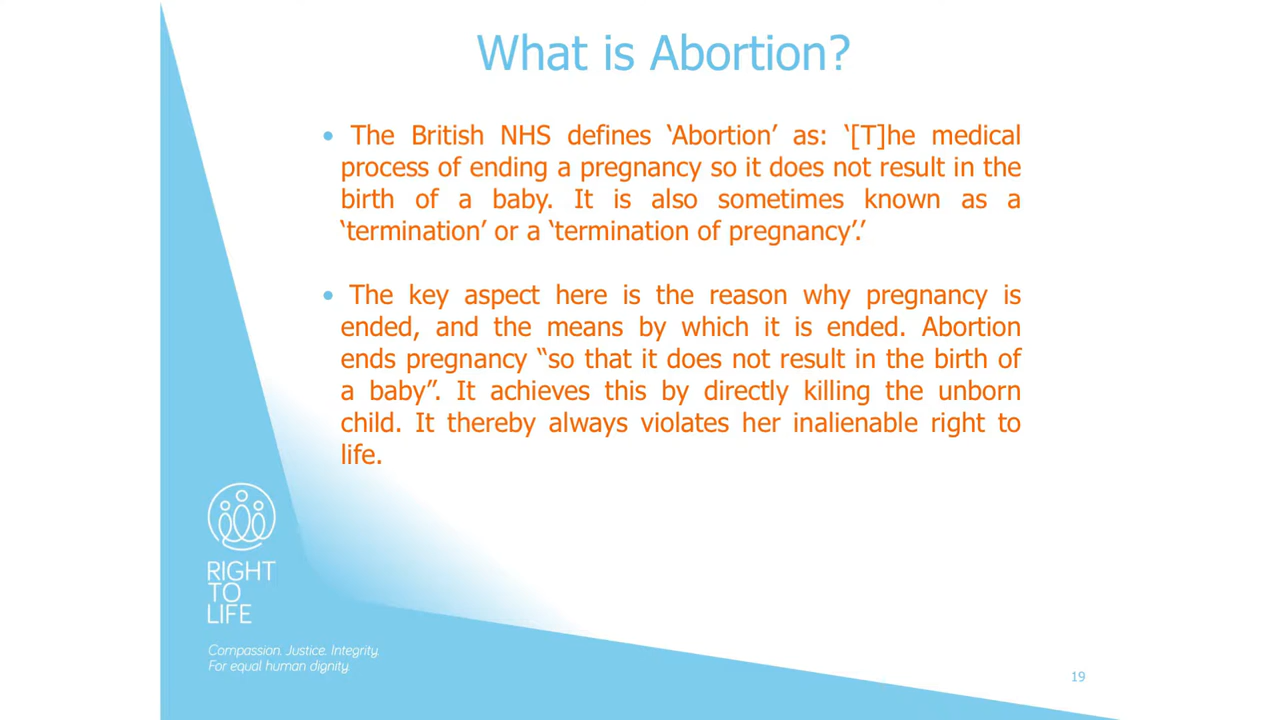 What is Abortion?
• The British NHS defines ‘Abortion’ as: ‘[T]he medical
process of ending a pregnancy so it does not result in the
birth of a baby. It is also sometimes known as a
‘termination’ or a ‘termination of pregnancy’.’
• The key aspect here is the reason why pregnancy is
ended, and the means by which it is ended. Abortion
ends pregnancy “so that it does not result in the birth of
a baby”. It achieves this by directly killing the unborn
child. It thereby always violates her inalienable right to
life.
RIGHT
TO
LIFE
Compassion. Justice. Integrity.
For equal human dignity.
19